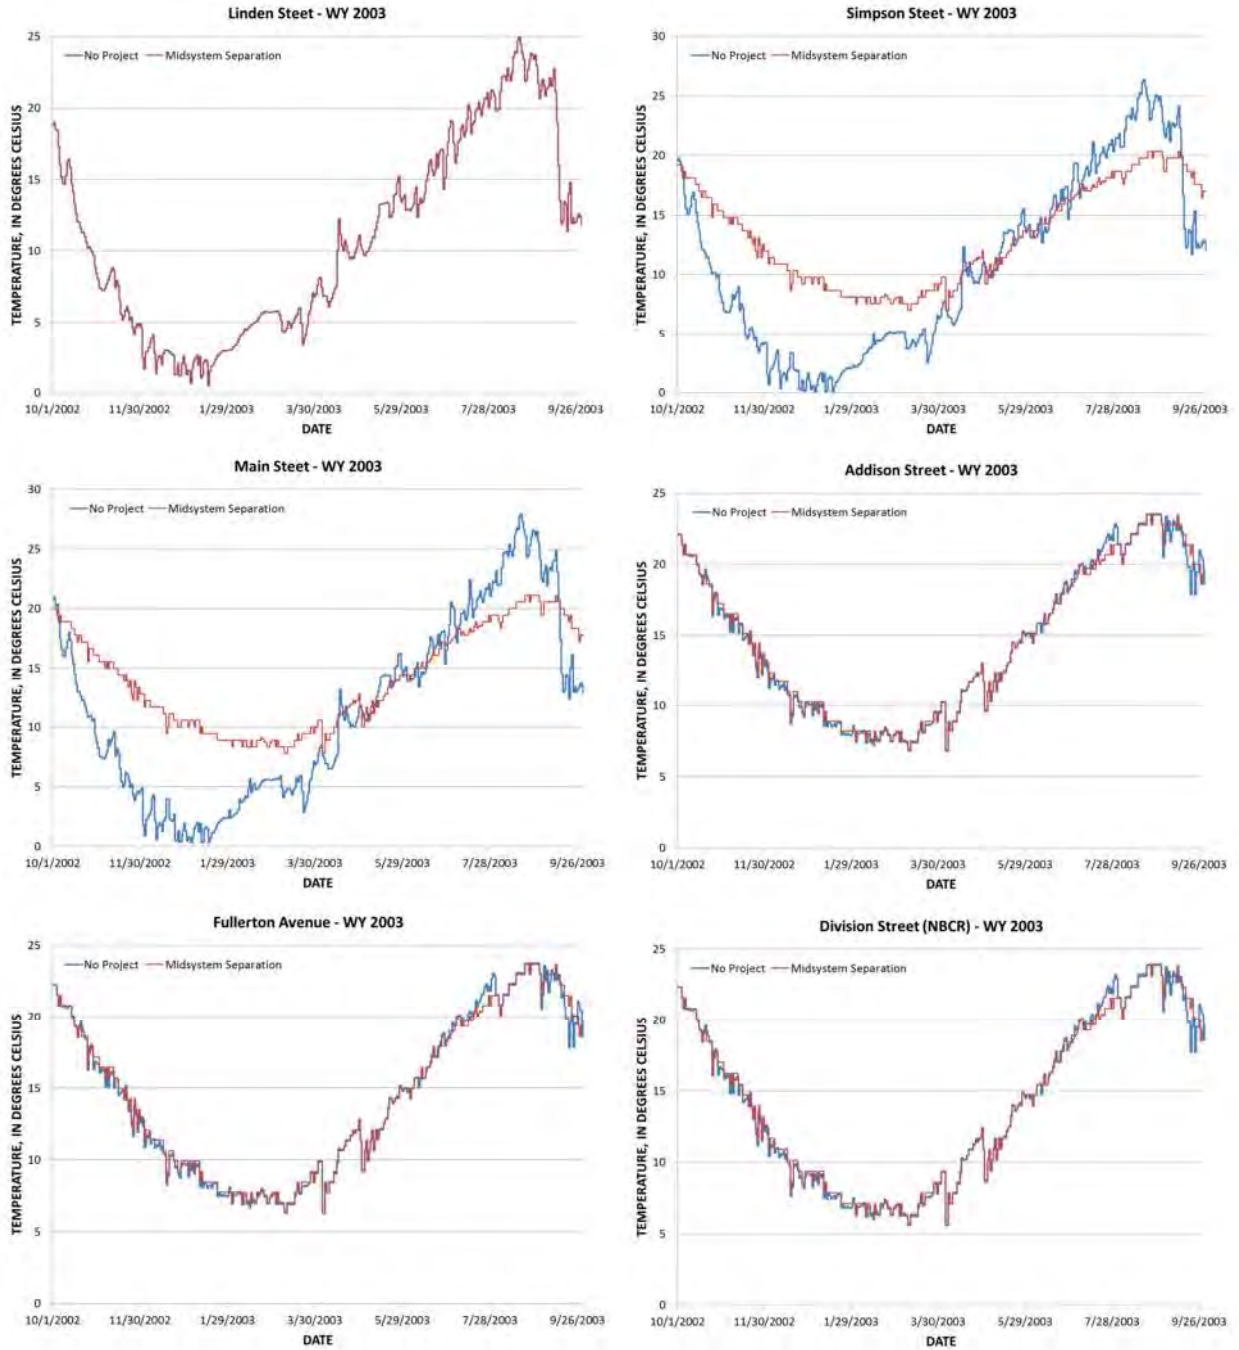 Linden Steet - WY 2003
No Project Midsystem Separation
TEMPERATURE, IN DEGREES CELSIUS
25
20
15
10
5
0
10/1/2002 11/30/2002 1/29/2003 3/30/2003 5/29/2003 7/28/2003 9/26/2003
DATE
Simpson Steet - WY 2003
No Project Midsystem Separation
TEMPERATURE, IN DEGREES CELSIUS
30
25
20
15
10
5
0
10/1/2002 11/30/2002 1/29/2003 3/30/2003 5/29/2003 7/28/2003 9/26/2003
DATE
Main Steet - WY 2003
No Project Midsystem Separation
TEMPERATURE, IN DEGREES CELSIUS
30
25
20
15
10
5
0
10/1/2002 11/30/2002 1/29/2003 3/30/2003 5/29/2003 7/28/2003 9/26/2003
DATE
Addison Street - WY 2003
No Project Midsystem Separation
TEMPERATURE, IN DEGREES CELSIUS
25
20
15
10
5
0
10/1/2002 11/30/2002 1/29/2003 3/30/2003 5/29/2003 7/28/2003 9/26/2003
DATE
Fullerton Avenue - WY 2003
No Project Midsystem Separation
TEMPERATURE, IN DEGREES CELSIUS
25
20
15
10
5
0
10/1/2002 11/30/2002 1/29/2003 3/30/2003 5/29/2003 7/28/2003 9/26/2003
DATE
Division Street (NBCR) - WY 2003
No Project Midsystem Separation
TEMPERATURE, IN DEGREES CELSIUS
25
20
15
10
5
0
10/1/2002 11/30/2002 1/29/2003 3/30/2003 5/29/2003 7/28/2003 9/26/2003
DATE